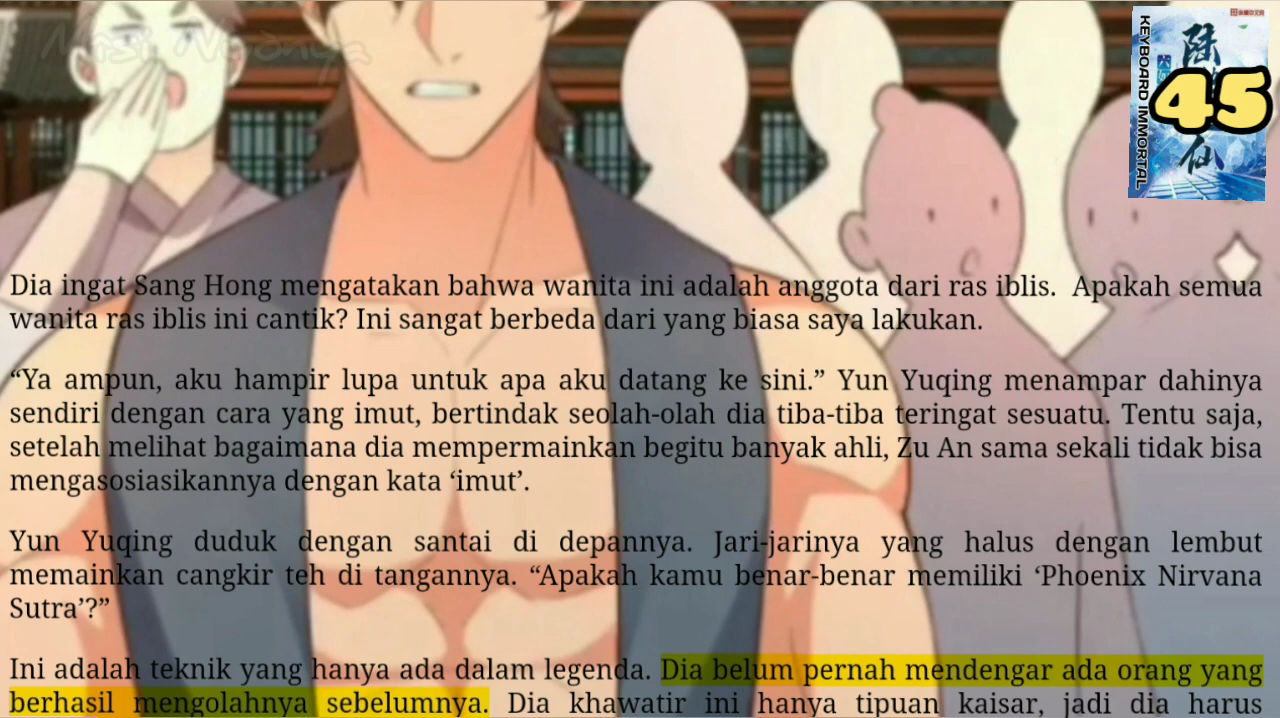 Nasi Nbonya
KEYBOARD IMMORTAL
陆
仙
45
Dia ingat Sang Hong mengatakan bahwa wanita ini adalah anggota dari ras iblis.  Apakah semua
wanita ras iblis ini cantik? Ini sangat berbeda dari yang biasa saya lakukan.
“Ya ampun, aku hampir lupa untuk apa aku datang ke sini.” Yun Yuqing menampar dahinya
sendiri dengan cara yang imut, bertindak seolah-olah dia tiba-tiba teringat sesuatu. Tentu saja,
setelah melihat bagaimana dia mempermainkan begitu banyak ahli, Zu An sama sekali tidak bisa
mengasosiasikannya dengan kata ‘imut’.
Yun Yuqing duduk dengan santai di depannya. Jari-jarinya yang halus dengan lembut
memainkan cangkir teh di tangannya. “Apakah kamu benar-benar memiliki ‘Phoenix Nirvana
Sutra’?”
Ini adalah teknik yang hanya ada dalam legenda. Dia belum pernah mendengar ada orang yang
berhasil mengolahnya sebelumnya. Dia khawatir ini hanya tipuan kaisar, jadi dia harus